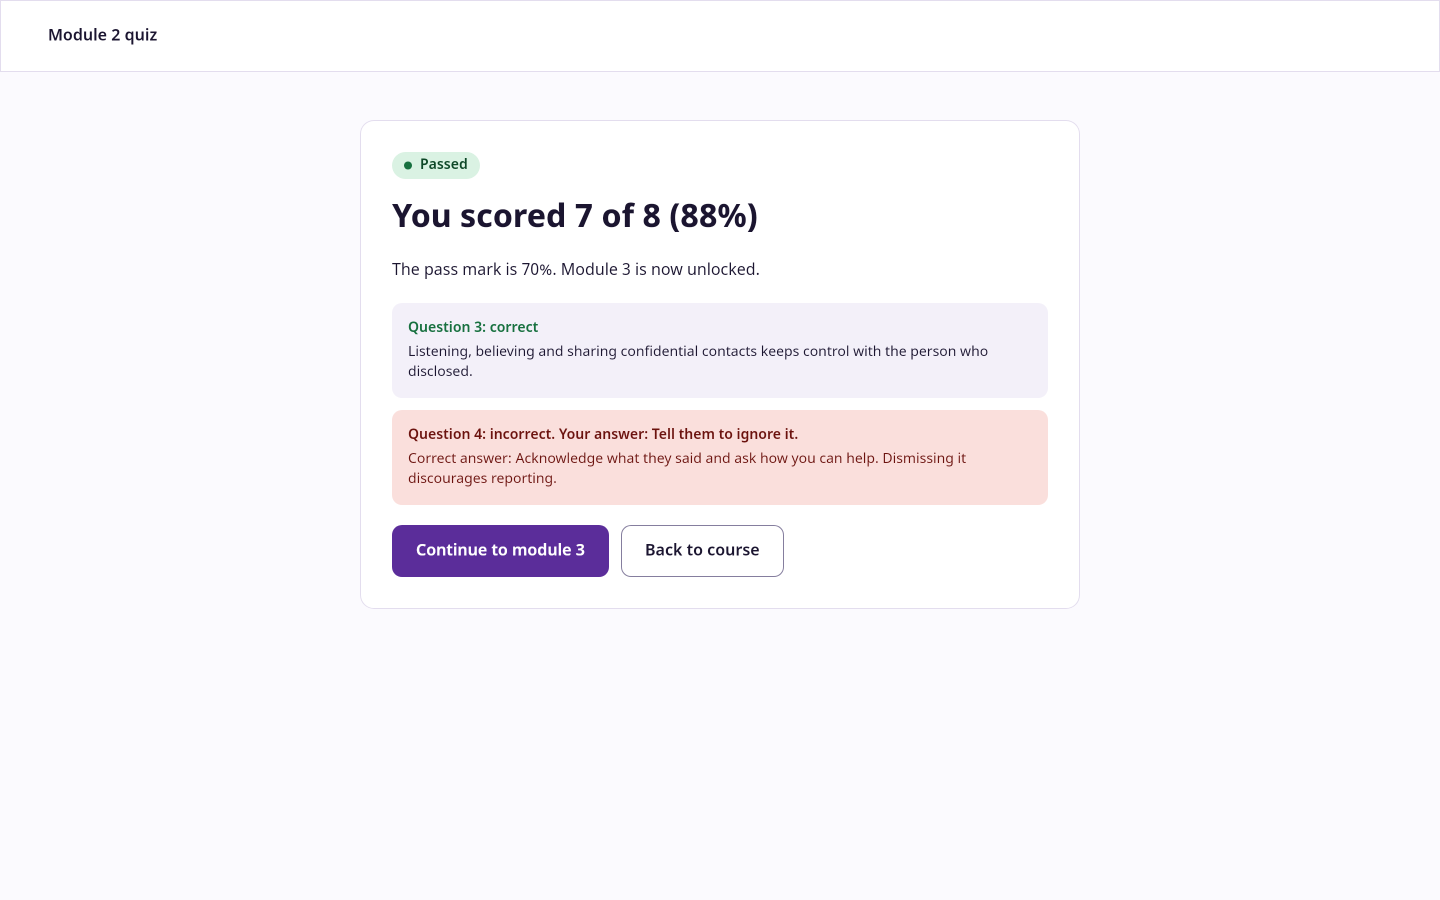 Module 2 quiz
Passed
You scored 7 of 8 (88%)
The pass mark is 70%. Module 3 is now unlocked.
Question 3: correct
Listening, believing and sharing confidential contacts keeps control with the person who
disclosed.
Question 4: incorrect. Your answer: Tell them to ignore it.
Correct answer: Acknowledge what they said and ask how you can help. Dismissing it
discourages reporting.
Continue to module 3
Back to course